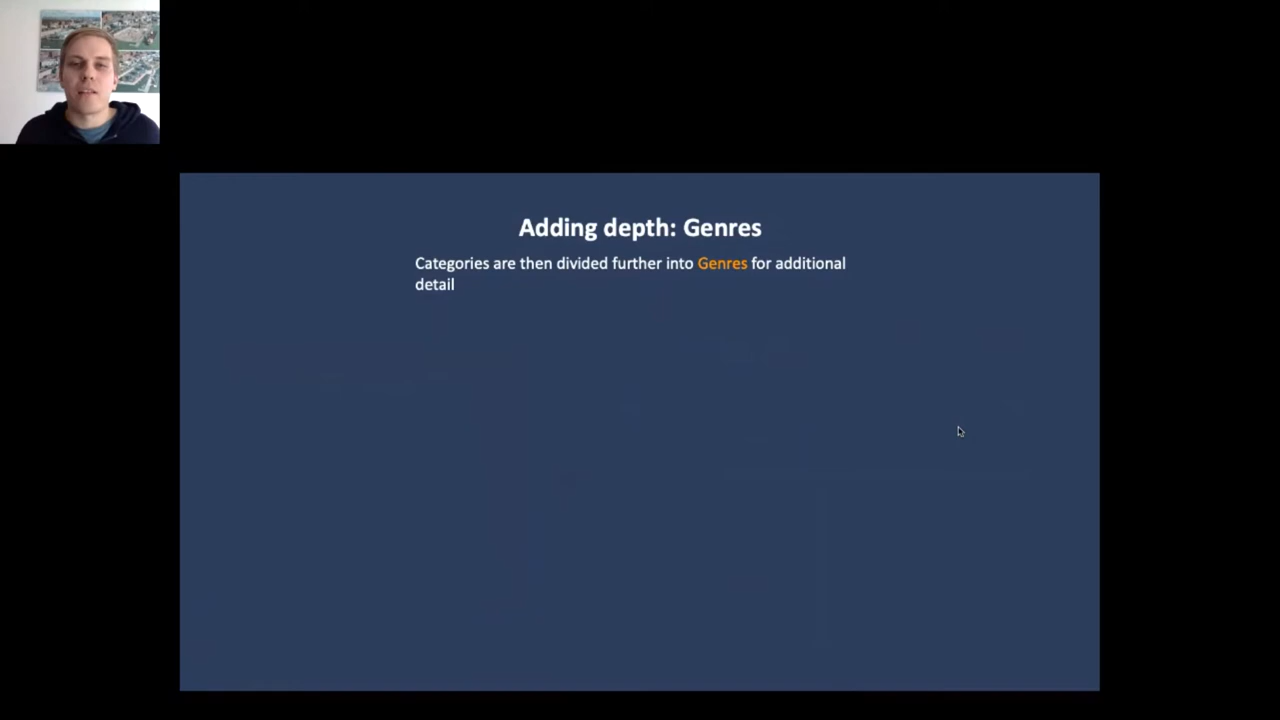 Adding depth: Genres
Categories are then divided further into Genres for additional
detail